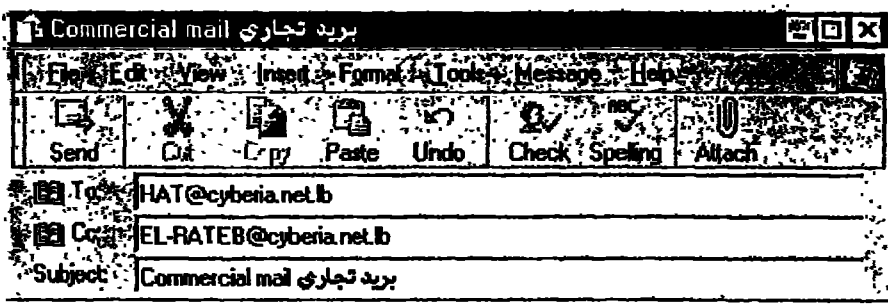 Commercial mail بريد تجاري
File Edit View Insert Format Tools Message Help
Send Cut Copy Paste Undo Check Spelling Attach
To: HAT@cyberia.net.lb
Cc: EL-RATEB@cyberia.net.lb
Subject: Commercial mail بريد تجاري